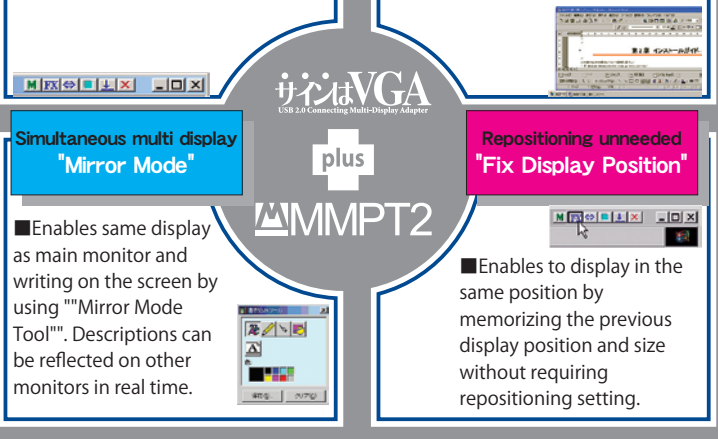 第2章 インストールガイド
M FX
サインはVGA
USB 2.0 Connecting Multi-Display Adapter
plus
MMPT2
Simultaneous multi display
"Mirror Mode"
■Enables same display
as main monitor and
writing on the screen by
using ""Mirror Mode
Tool"". Descriptions can
be reflected on other
monitors in real time.
A
Repositioning unneeded
"Fix Display Position"
M FX
■Enables to display in the
same position by
memorizing the previous
display position and size
without requiring
repositioning setting.